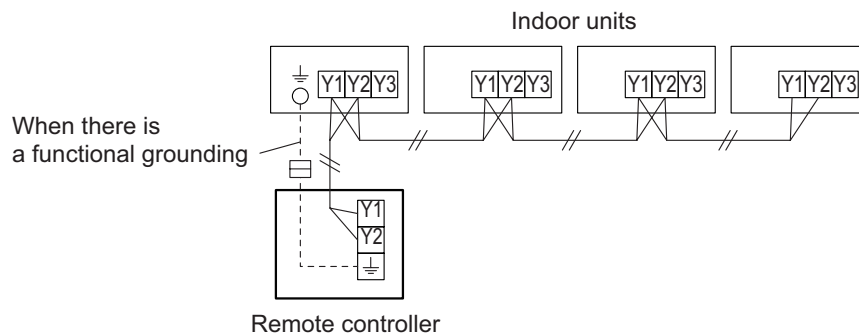 Indoor units
Y1 Y2 Y3
Y1 Y2 Y3
Y1 Y2 Y3
Y1 Y2 Y3
When there is
a functional grounding
Y1
Y2
Remote controller